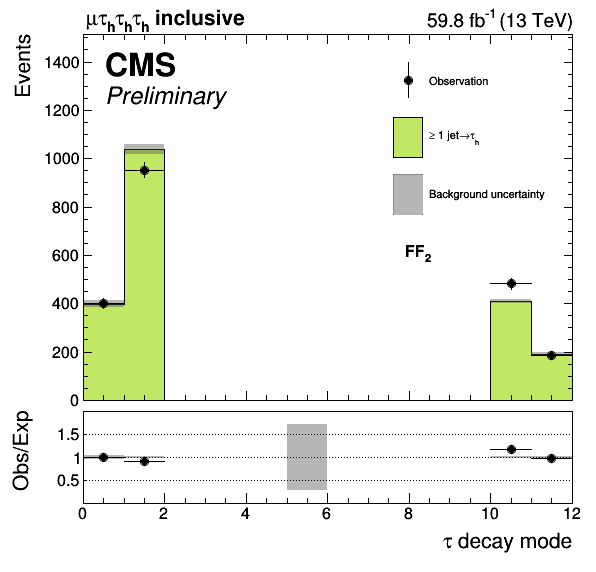 μτₕτₕτₕ inclusive
59.8 fb⁻¹ (13 TeV)
Events
1400
1200
1000
800
600
400
200
0
CMS
Preliminary
Observation
≥ 1 jet→τₕ
Background uncertainty
FF₂
Obs/Exp
1.5
1
0.5
0 2 4 6 8 10 12
τ decay mode